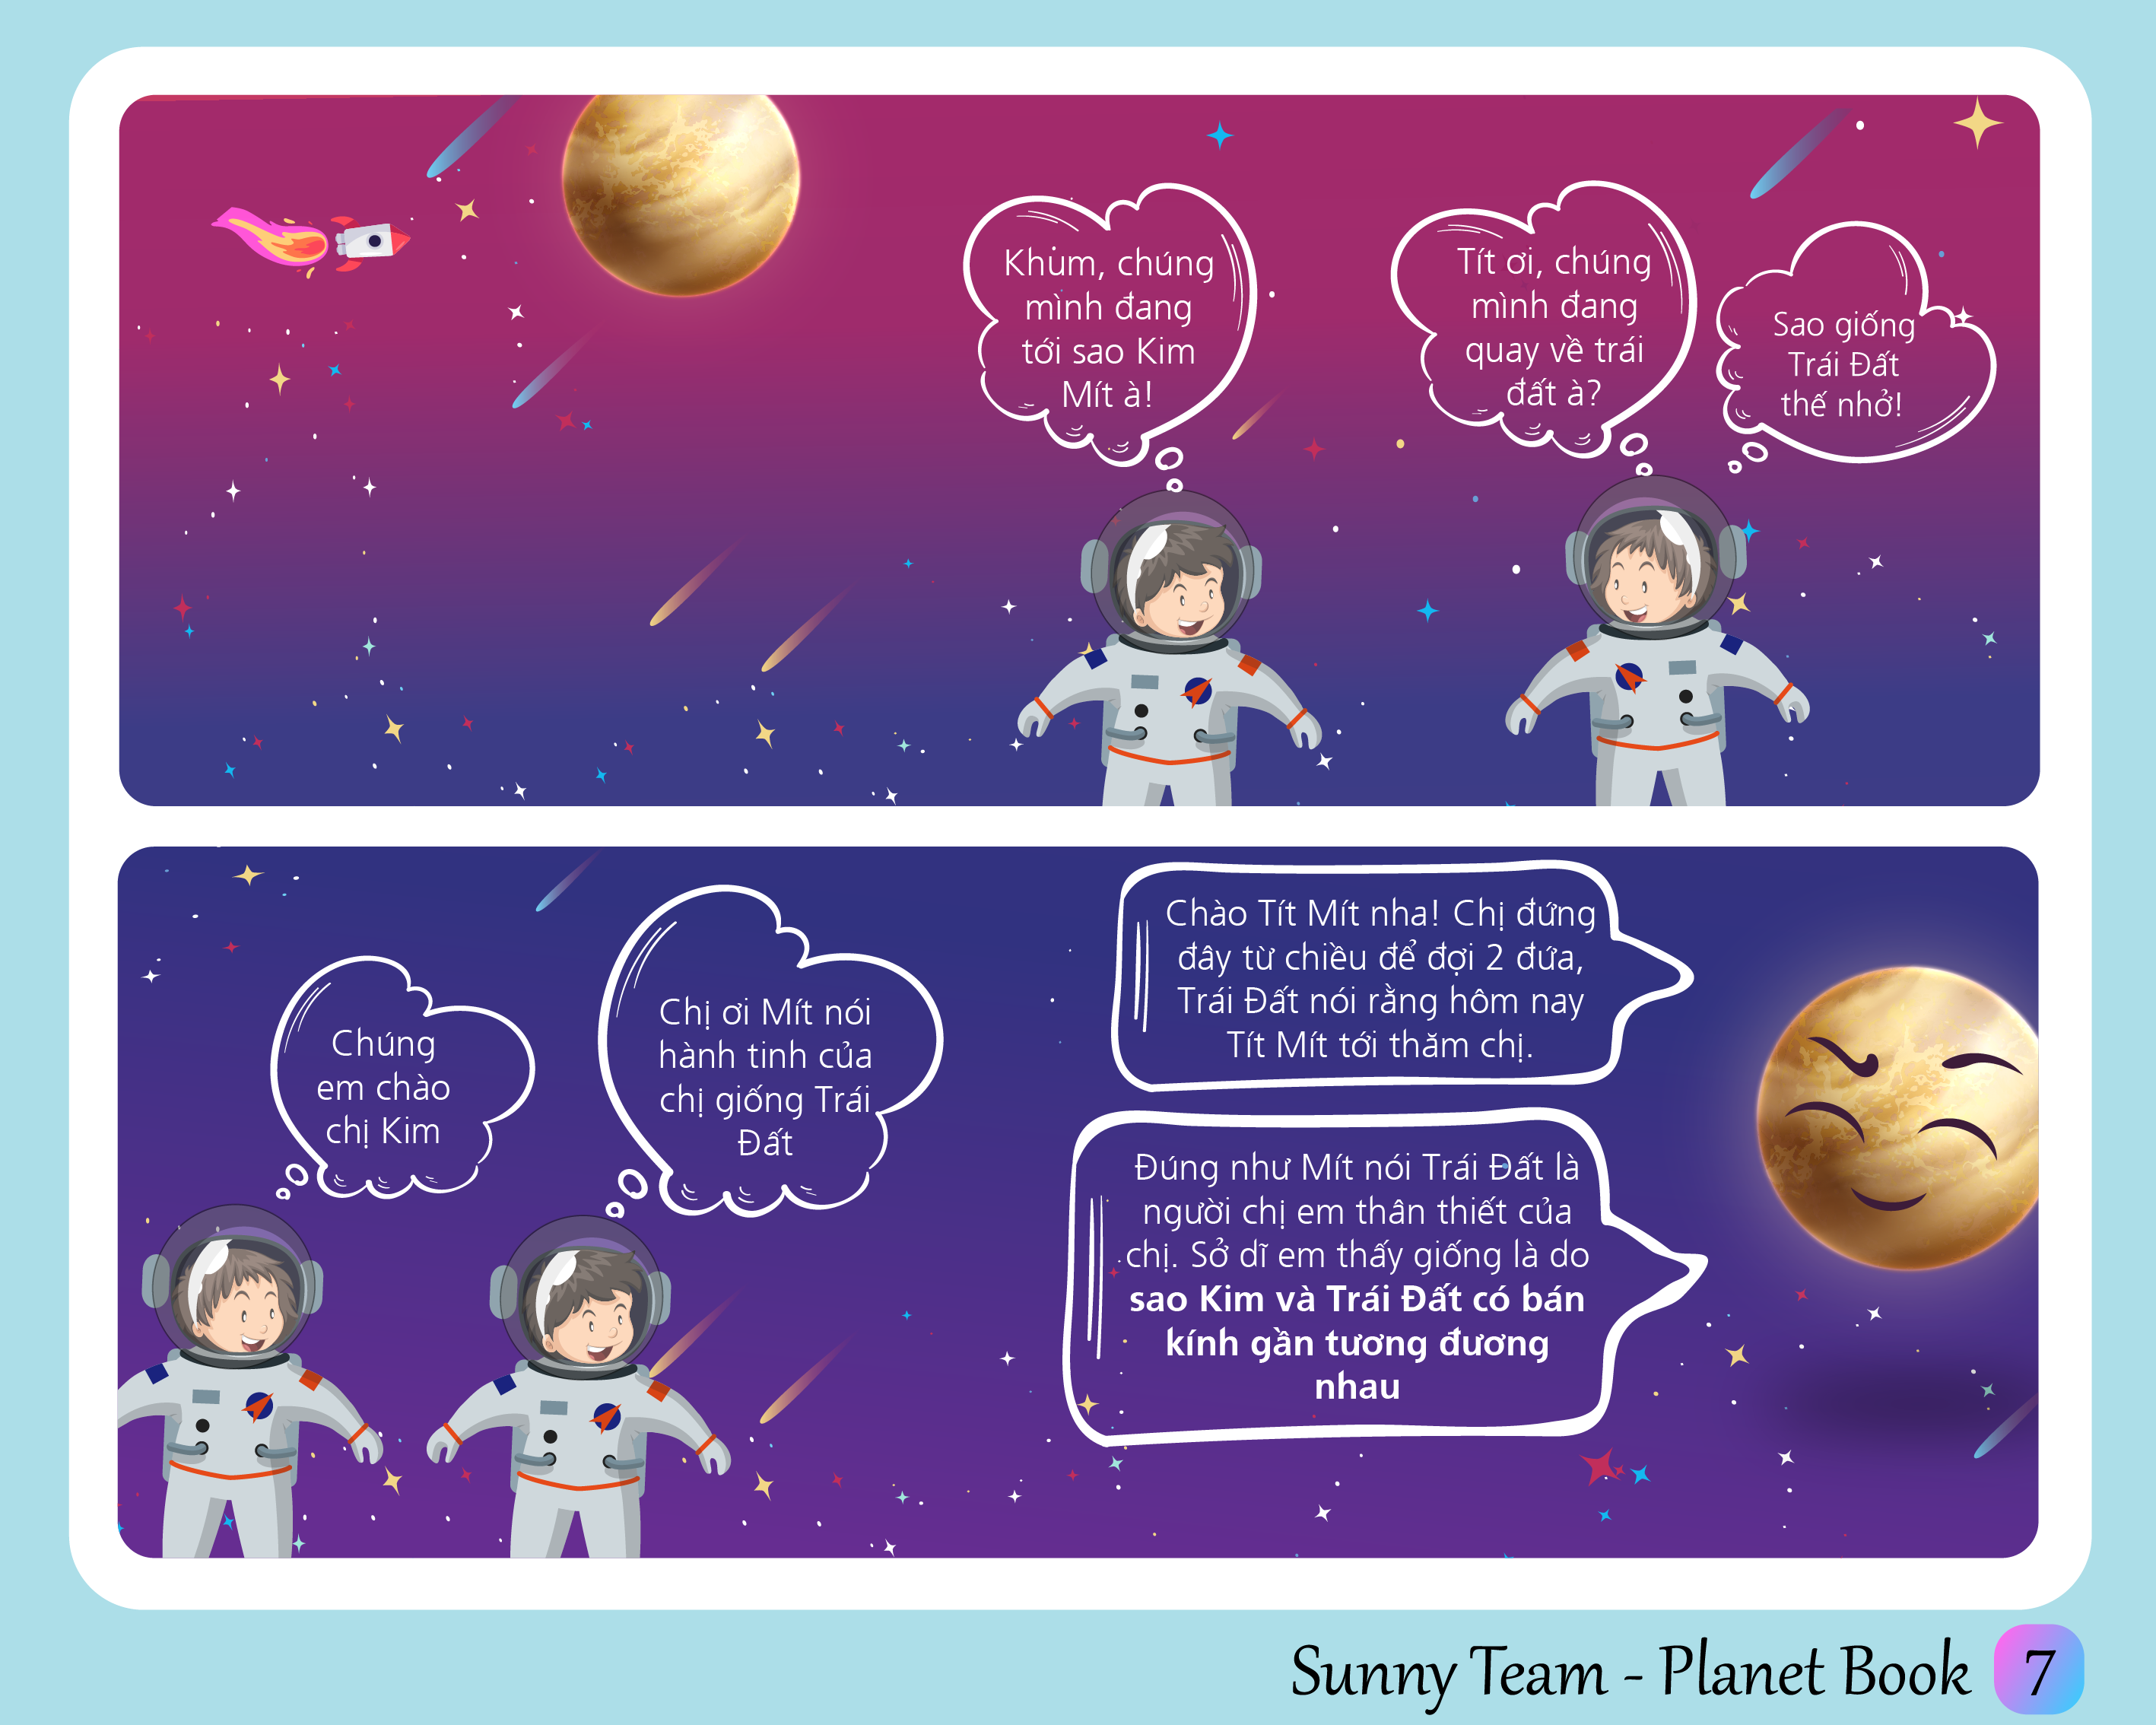 Khủm, chúng
mình đang
tới sao Kim
Mít à!
Tít ơi, chúng
mình đang
quay về trái
đất à?
Sao giống
Trái Đất
thế nhở!
Chúng
em chào
chị Kim
Chị ơi Mít nói
hành tinh của
chị giống Trái
Đất
Chào Tít Mít nha! Chị đứng
đây từ chiều để đợi 2 đứa,
Trái Đất nói rằng hôm nay
Tít Mít tới thăm chị.
Đúng như Mít nói Trái Đất là
người chị em thân thiết của
chị. Sở dĩ em thấy giống là do
sao Kim và Trái Đất có bán
kính gần tương đương
nhau
Sunny Team - Planet Book 7